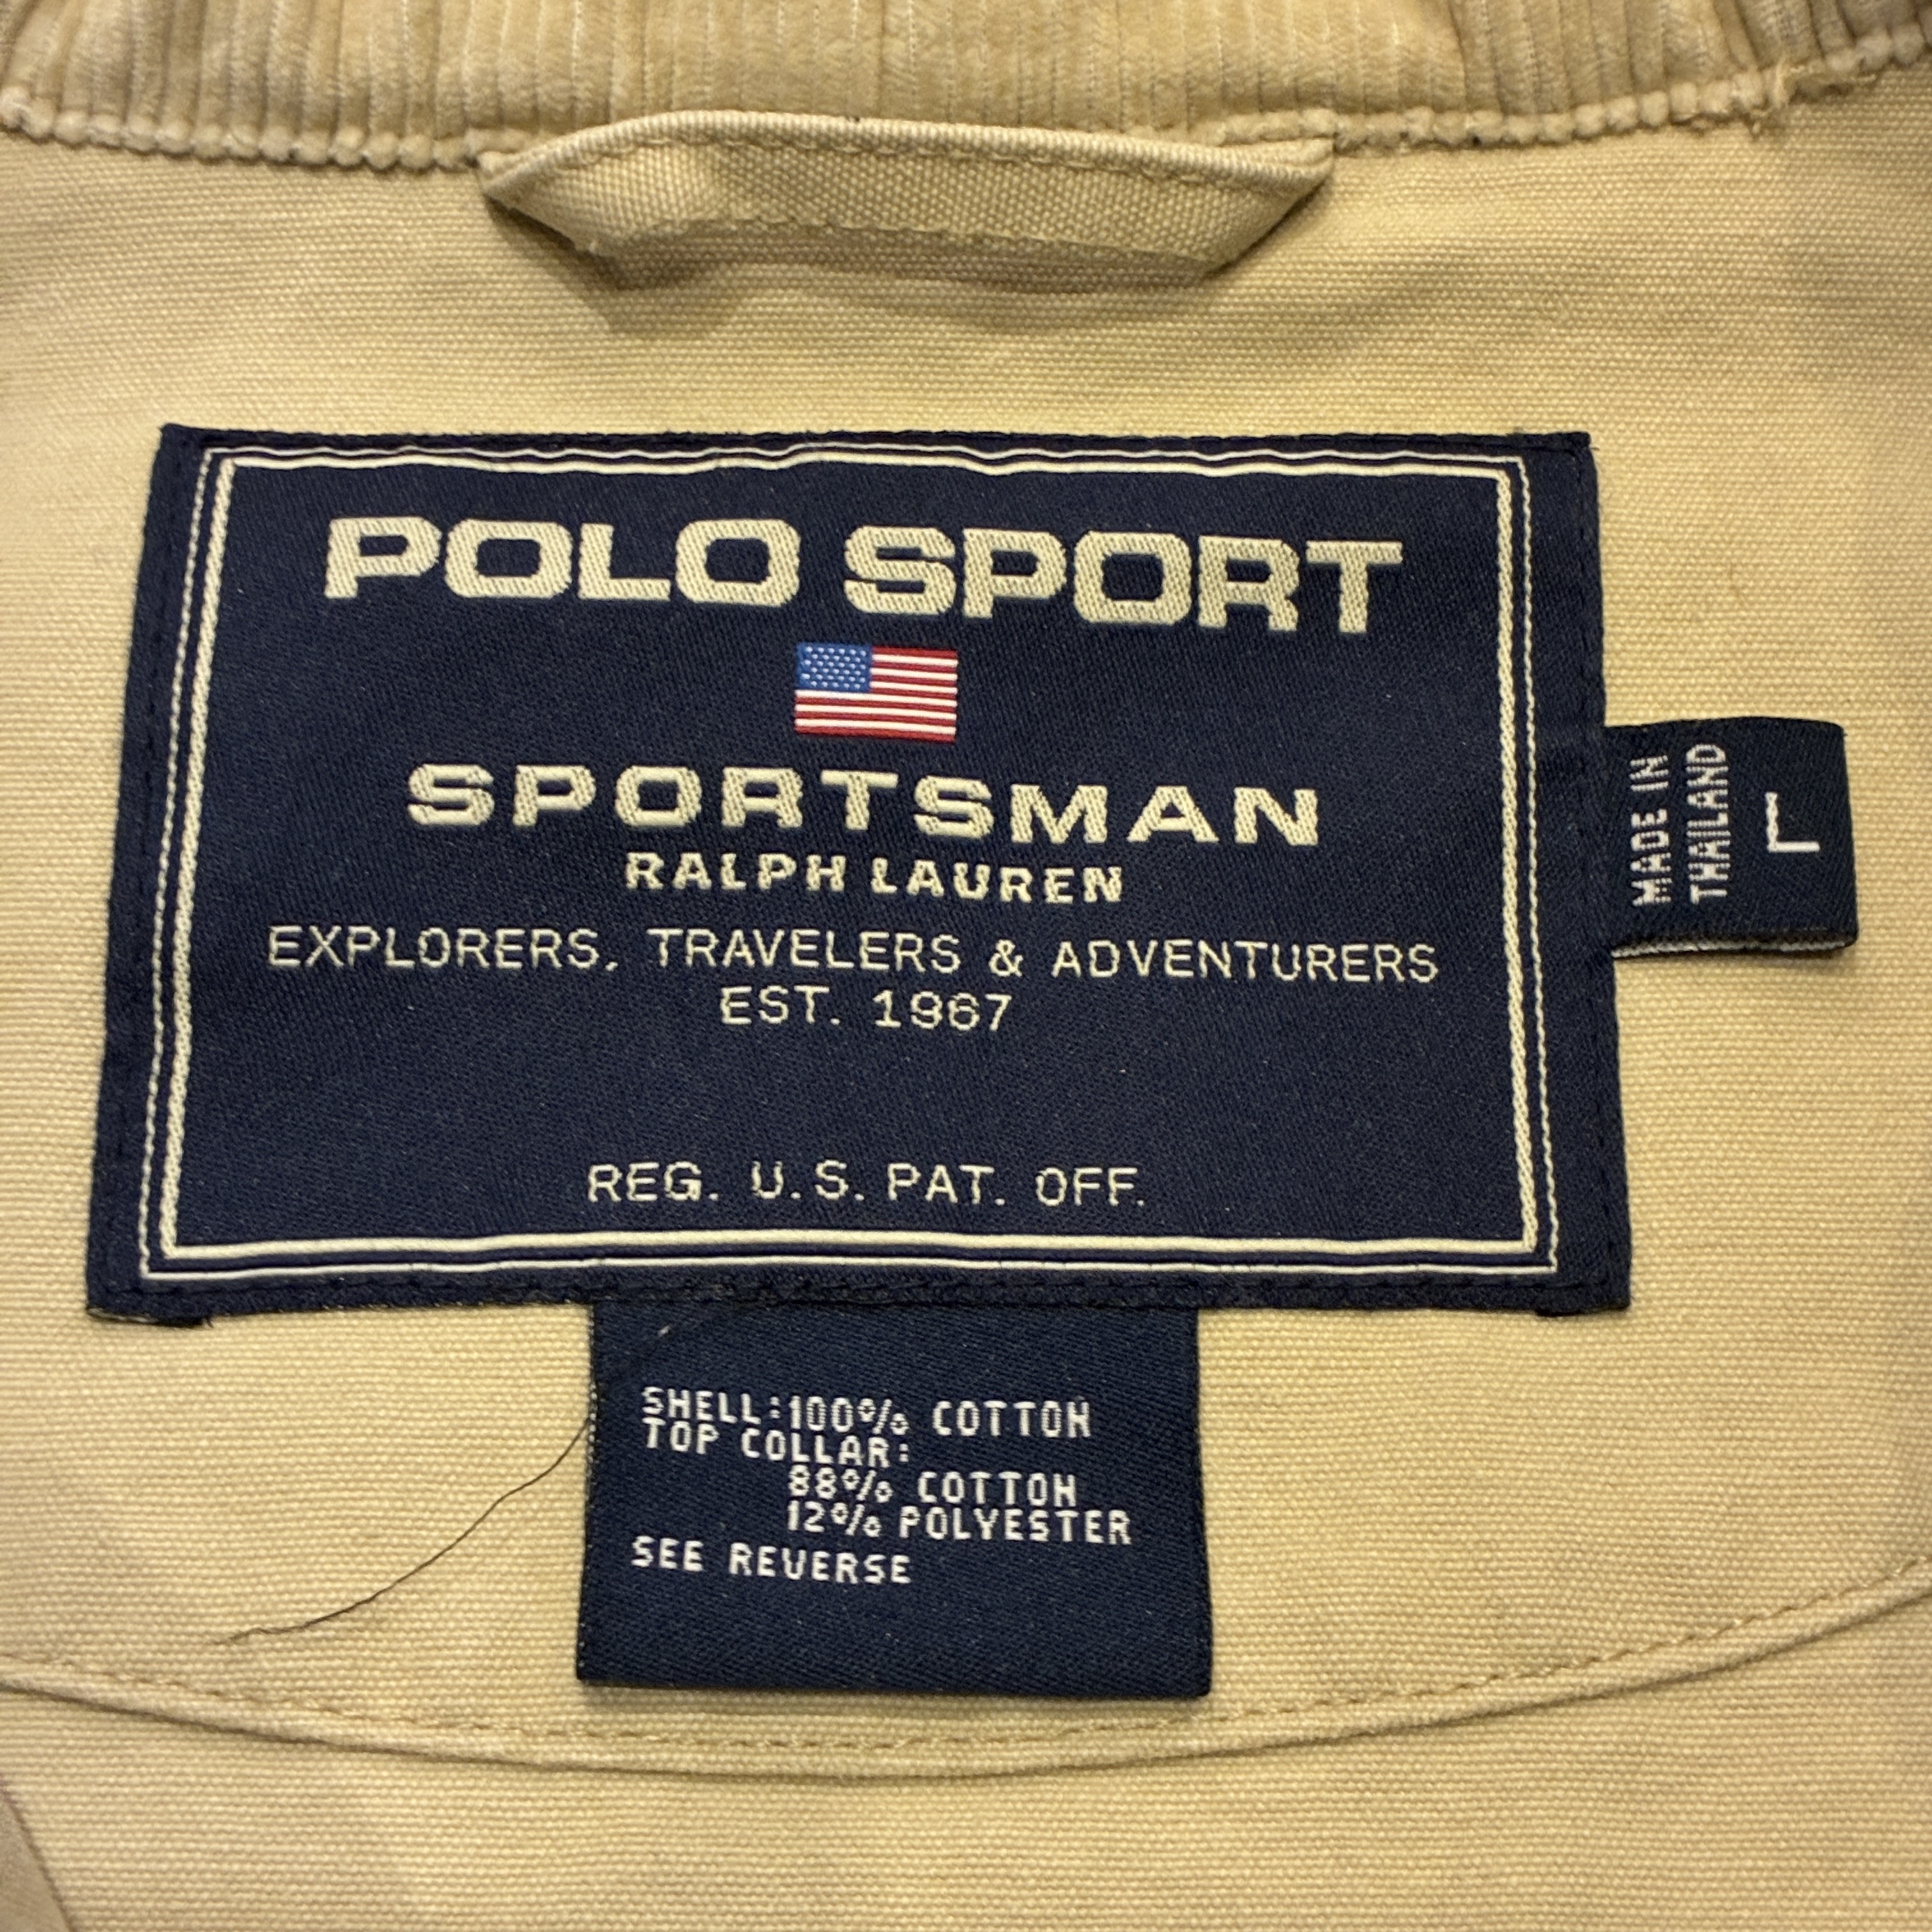 POLO SPORT
SPORTSMAN
RALPH LAUREN
EXPLORERS, TRAVELERS & ADVENTURERS
EST. 1967
REG. U.S. PAT. OFF.
MADE IN
THAILAND
L
SHELL:100% COTTON
TOP COLLAR:
88% COTTON
12% POLYESTER
SEE REVERSE